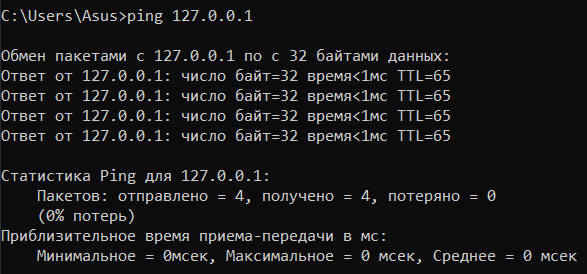 C:\Users\Asus>ping 127.0.0.1
Обмен пакетами с 127.0.0.1 по с 32 байтами данных:
Ответ от 127.0.0.1: число байт=32 время<1мс TTL=65
Ответ от 127.0.0.1: число байт=32 время<1мс TTL=65
Ответ от 127.0.0.1: число байт=32 время<1мс TTL=65
Ответ от 127.0.0.1: число байт=32 время<1мс TTL=65
Статистика Ping для 127.0.0.1:
Пакетов: отправлено = 4, получено = 4, потеряно = 0
(0% потерь)
Приблизительное время приема-передачи в мс:
Минимальное = 0мсек, Максимальное = 0 мсек, Среднее = 0 мсек